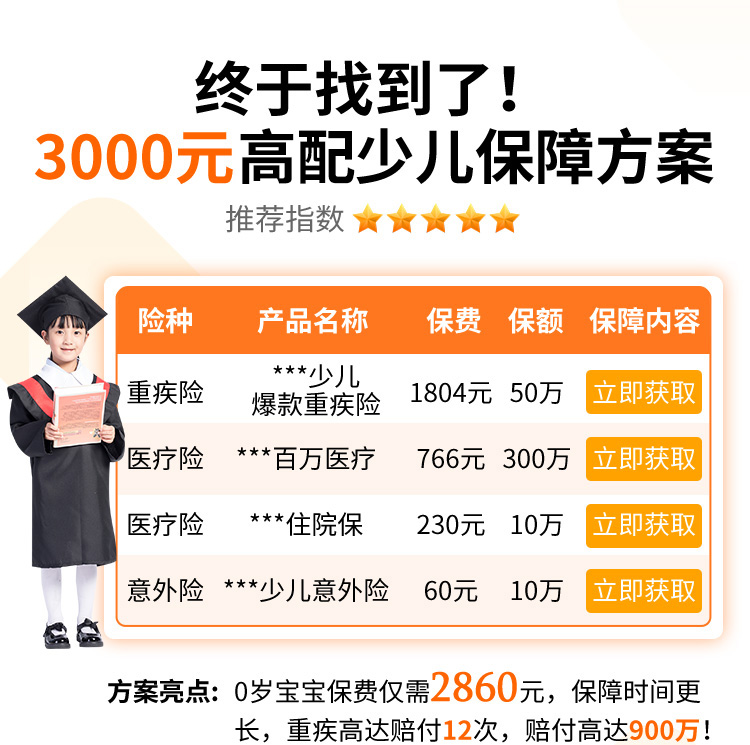 终于找到了！
3000元高配少儿保障方案
推荐指数
险种 产品名称 保费 保额 保障内容
重疾险 ***少儿爆款重疾险 1804元 50万 立即获取
医疗险 ***百万医疗 766元 300万 立即获取
医疗险 ***住院保 230元 10万 立即获取
意外险 ***少儿意外险 60元 10万 立即获取
方案亮点: 0岁宝宝保费仅需2860元，保障时间更
长，重疾高达赔付12次，赔付高达900万！